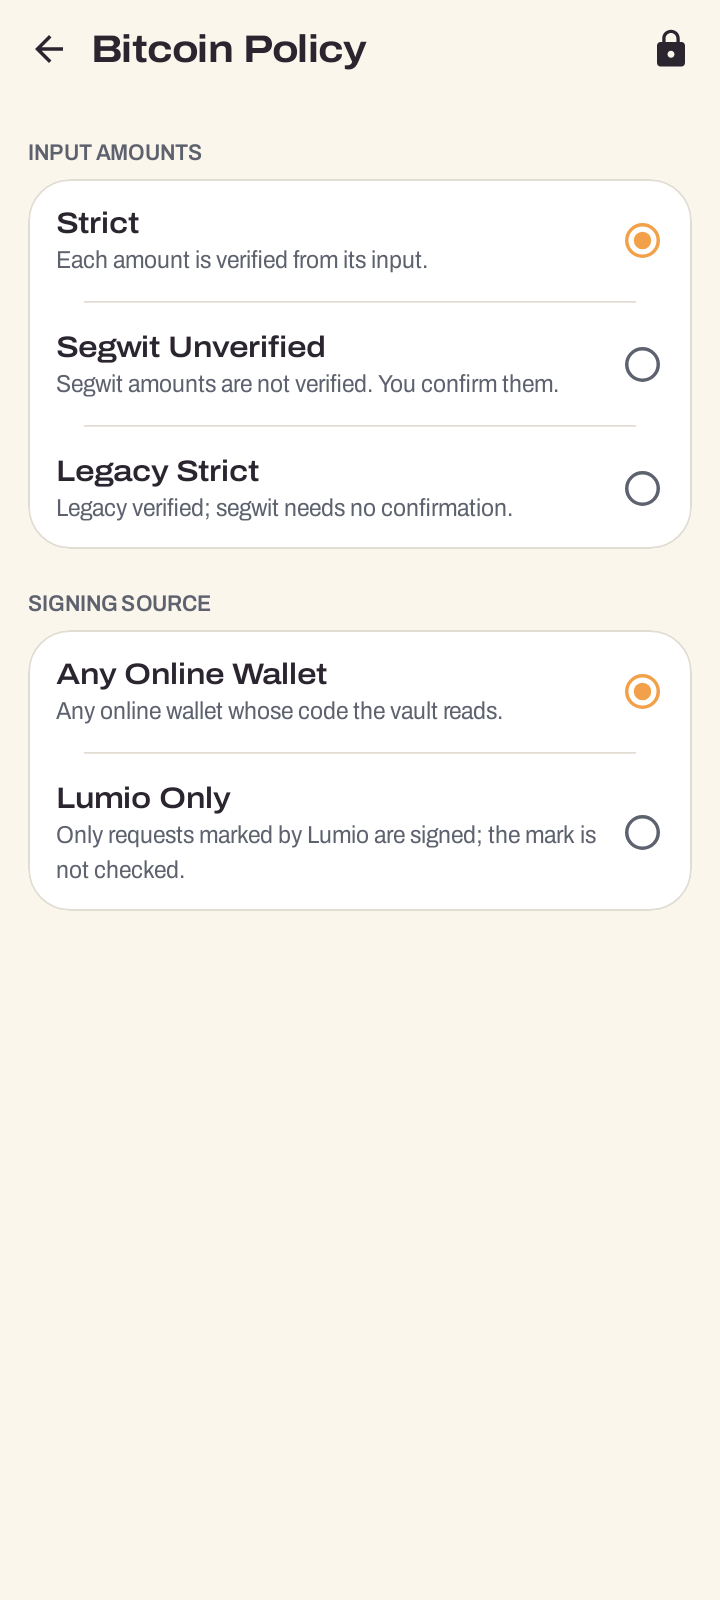 Bitcoin Policy
INPUT AMOUNTS
Strict
Each amount is verified from its input.
Segwit Unverified
Segwit amounts are not verified. You confirm them.
Legacy Strict
Legacy verified; segwit needs no confirmation.
SIGNING SOURCE
Any Online Wallet
Any online wallet whose code the vault reads.
Lumio Only
Only requests marked by Lumio are signed; the mark is
not checked.